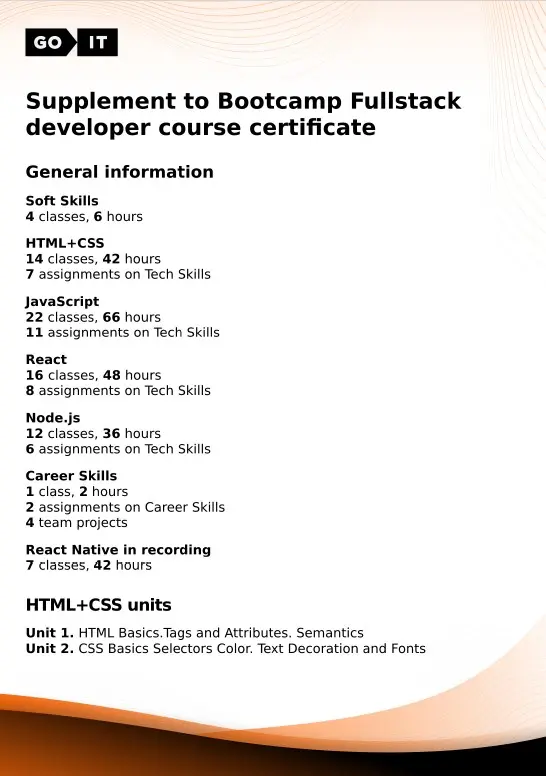 GO IT
Supplement to Bootcamp Fullstack
developer course certificate
General information
Soft Skills
4 classes, 6 hours
HTML+CSS
14 classes, 42 hours
7 assignments on Tech Skills
JavaScript
22 classes, 66 hours
11 assignments on Tech Skills
React
16 classes, 48 hours
8 assignments on Tech Skills
Node.js
12 classes, 36 hours
6 assignments on Tech Skills
Career Skills
1 class, 2 hours
2 assignments on Career Skills
4 team projects
React Native in recording
7 classes, 42 hours
HTML+CSS units
Unit 1. HTML Basics.Tags and Attributes. Semantics
Unit 2. CSS Basics Selectors Color. Text Decoration and Fonts